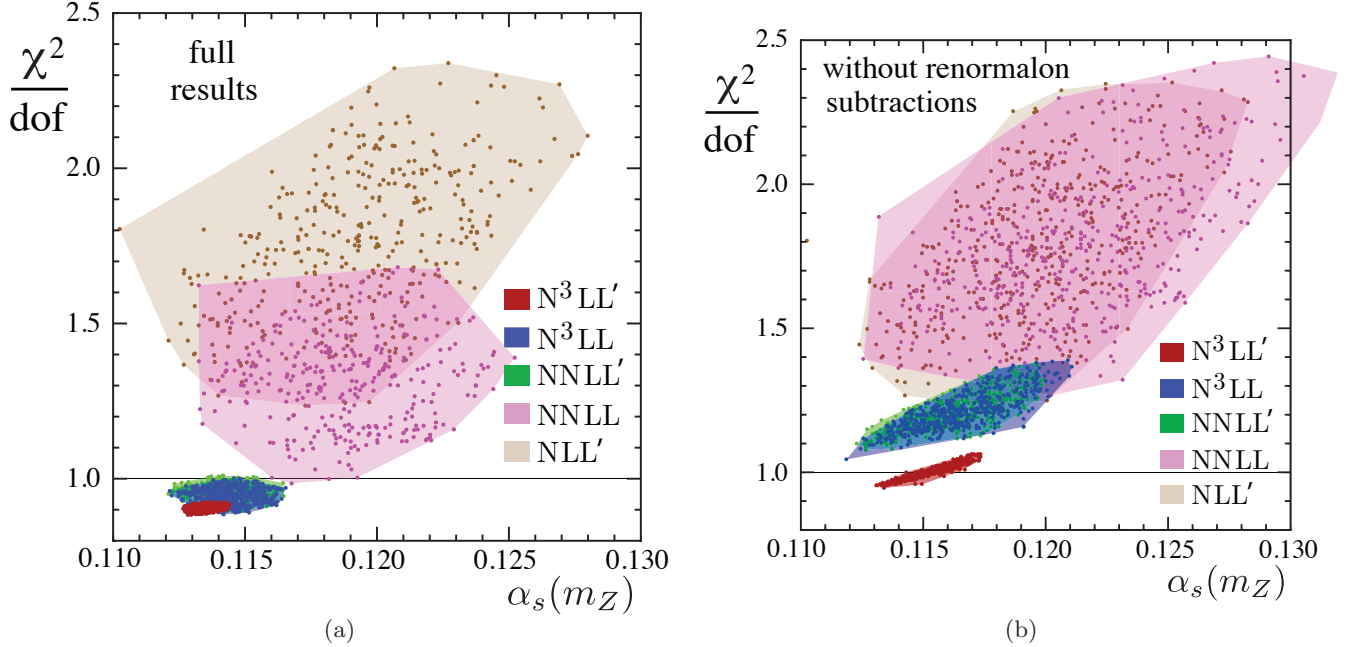 2.5
2.0
1.5
1.0
χ²
dof
full
results
N³LL′
N³LL
NNLL′
NNLL
NLL′
0.110
0.115
0.120
0.125
0.130
αs(mZ)
(a)
2.5
2.0
1.5
1.0
χ²
dof
without renormalon
subtractions
N³LL′
N³LL
NNLL′
NNLL
NLL′
0.110
0.115
0.120
0.125
0.130
αs(mZ)
(b)